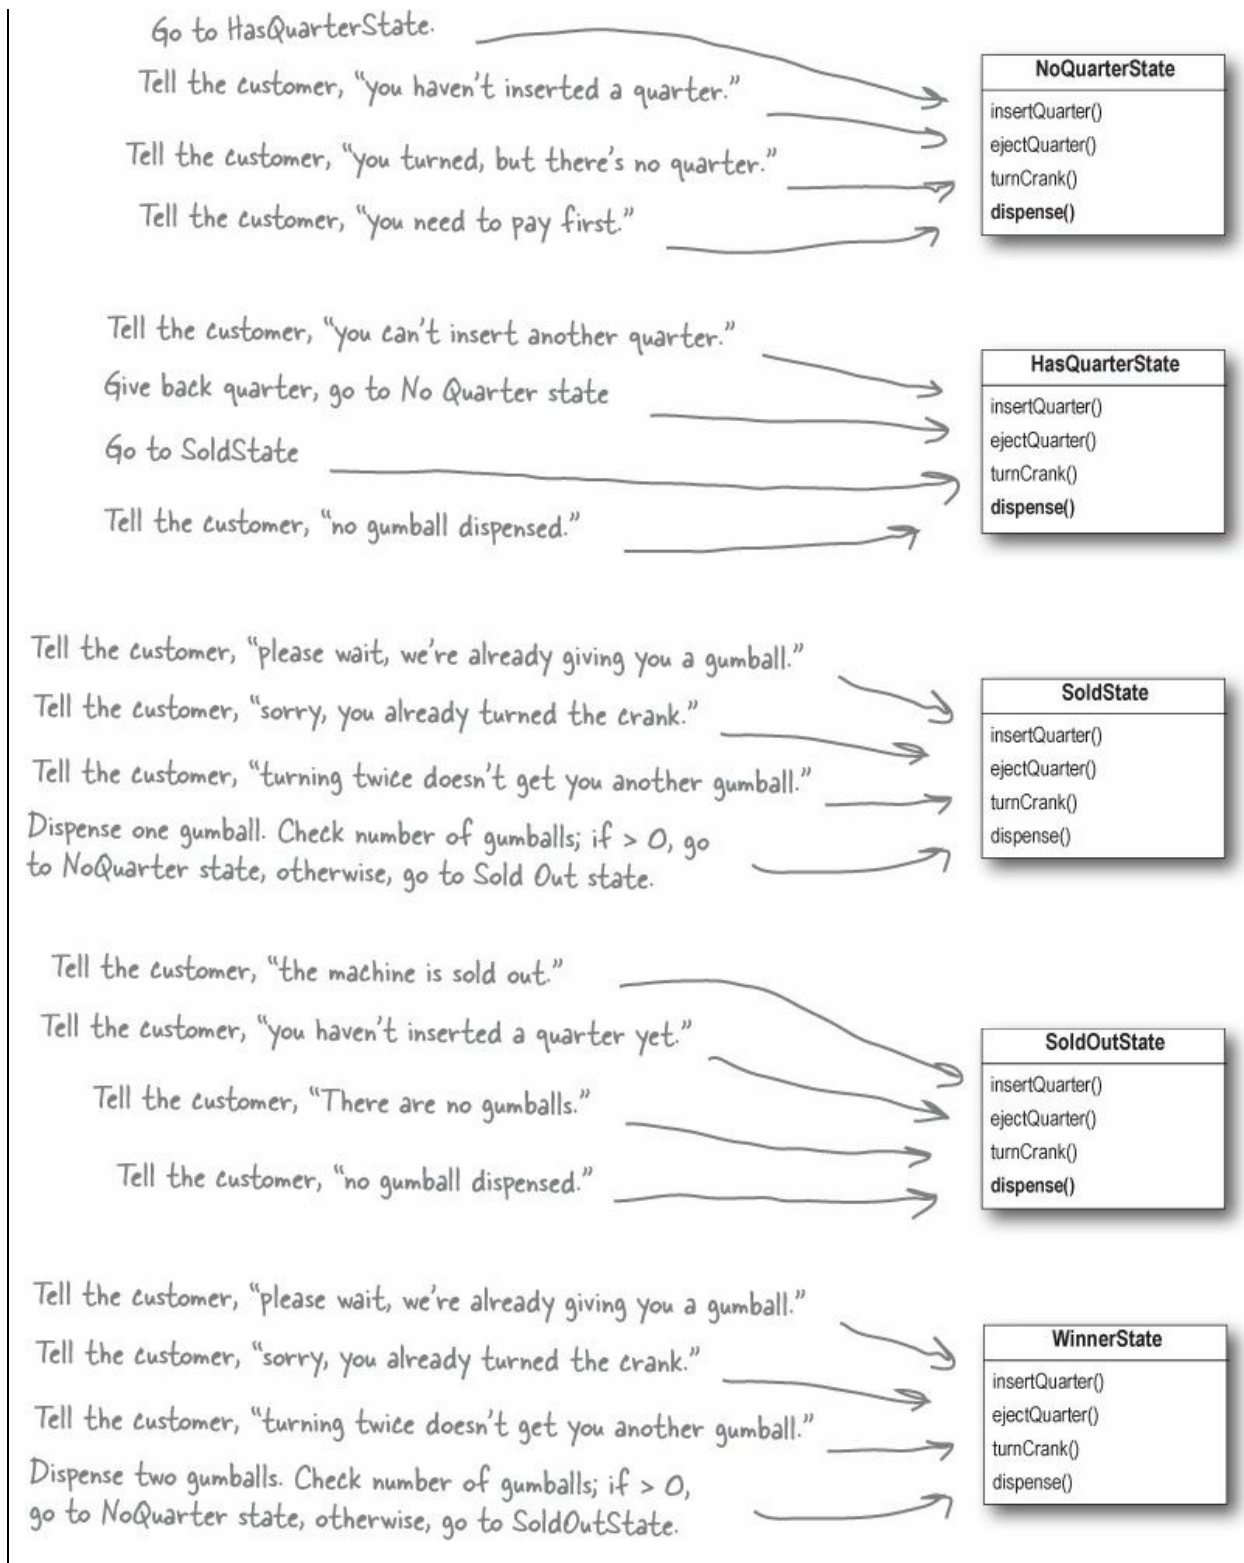 Go to HasQuarterState.
Tell the customer, “you haven't inserted a quarter.”
Tell the customer, “you turned, but there's no quarter.”
Tell the customer, “you need to pay first.”
NoQuarterState
insertQuarter()
ejectQuarter()
turnCrank()
dispense()
Tell the customer, “you can't insert another quarter.”
Give back quarter, go to No Quarter state
Go to SoldState
Tell the customer, “no gumball dispensed.”
HasQuarterState
insertQuarter()
ejectQuarter()
turnCrank()
dispense()
Tell the customer, “please wait, we're already giving you a gumball.”
Tell the customer, “sorry, you already turned the crank.”
Tell the customer, “turning twice doesn't get you another gumball.”
Dispense one gumball. Check number of gumballs; if > 0, go
to NoQuarter state, otherwise, go to Sold Out state.
SoldState
insertQuarter()
ejectQuarter()
turnCrank()
dispense()
Tell the customer, “the machine is sold out.”
Tell the customer, “you haven't inserted a quarter yet.”
Tell the customer, “There are no gumballs.”
Tell the customer, “no gumball dispensed.”
SoldOutState
insertQuarter()
ejectQuarter()
turnCrank()
dispense()
Tell the customer, “please wait, we're already giving you a gumball.”
Tell the customer, “sorry, you already turned the crank.”
Tell the customer, “turning twice doesn't get you another gumball.”
Dispense two gumballs. Check number of gumballs; if > 0,
go to NoQuarter state, otherwise, go to SoldOutState.
WinnerState
insertQuarter()
ejectQuarter()
turnCrank()
dispense()